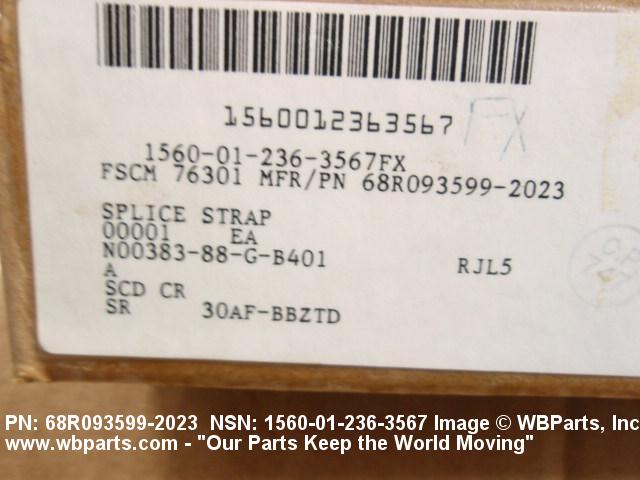 1560012363567 FX
1560-01-236-3567FX
FSCM 76301 MFR/PN 68R093599-2023
SPLICE STRAP
00001 EA
N00383-88-G-B401 RJL5
A
SCD CR
SR 30AF-BBZTD
PN: 68R093599-2023 NSN: 1560-01-236-3567 Image © WBParts, Inc
www.wbparts.com - "Our Parts Keep the World Moving"